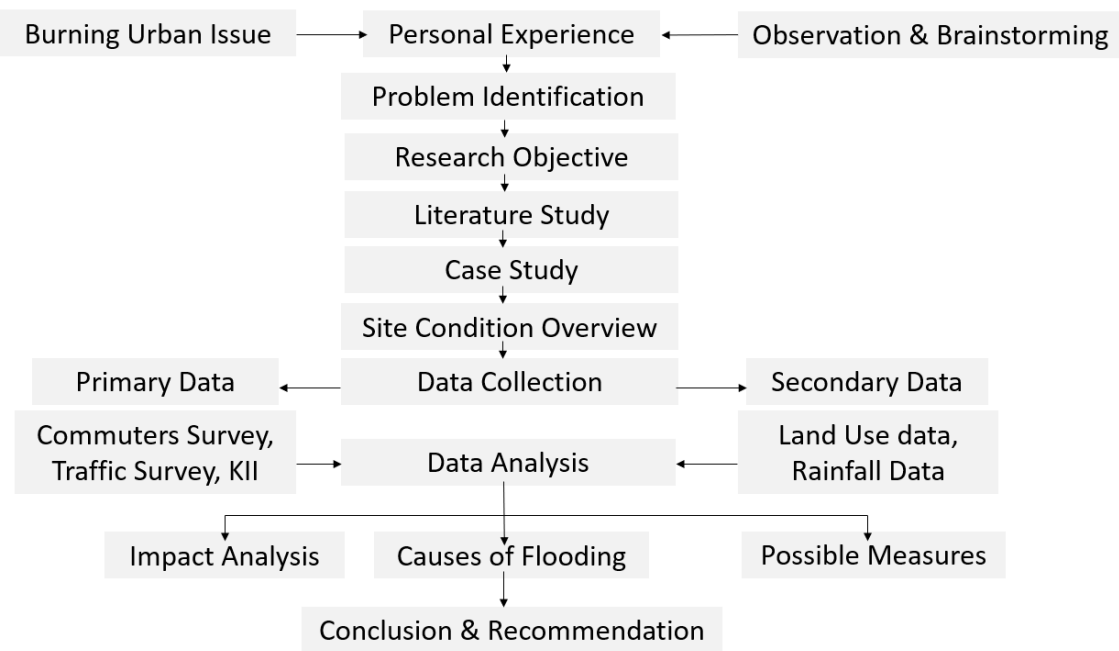 Burning Urban Issue
Personal Experience
Observation & Brainstorming
Problem Identification
Research Objective
Literature Study
Case Study
Site Condition Overview
Primary Data
Data Collection
Secondary Data
Commuters Survey,
Traffic Survey, KII
Data Analysis
Land Use data,
Rainfall Data
Impact Analysis
Causes of Flooding
Possible Measures
Conclusion & Recommendation